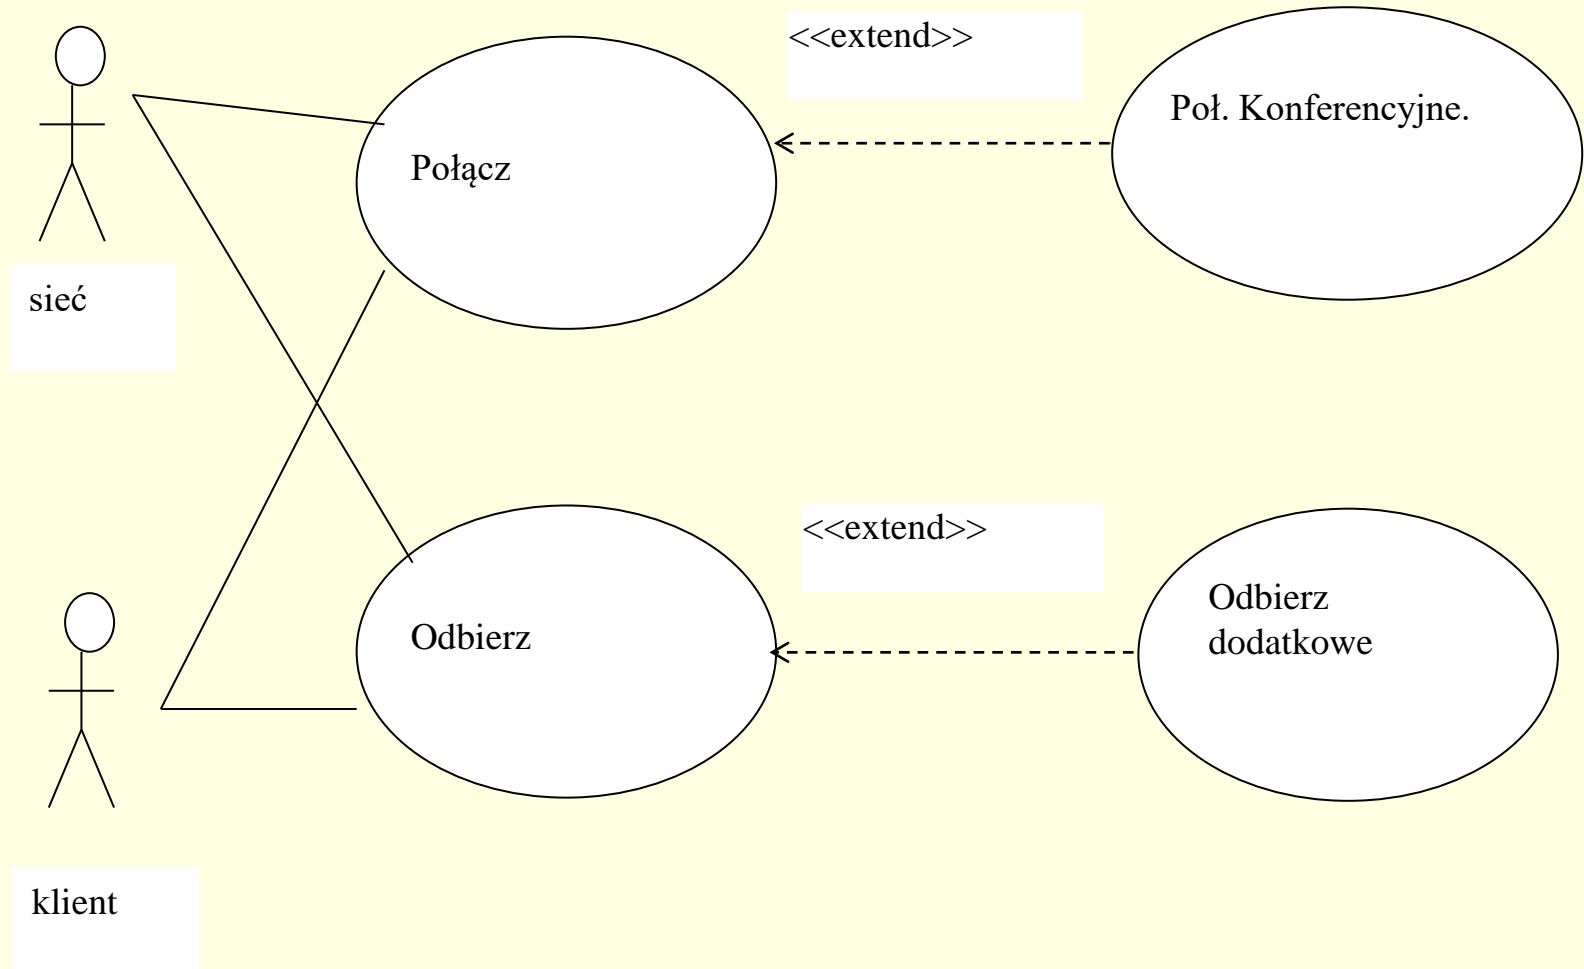 <<extend>>
Poł. Konferencyjne.
Połącz
sieć
<<extend>>
Odbierz
dodatkowe
Odbierz
klient